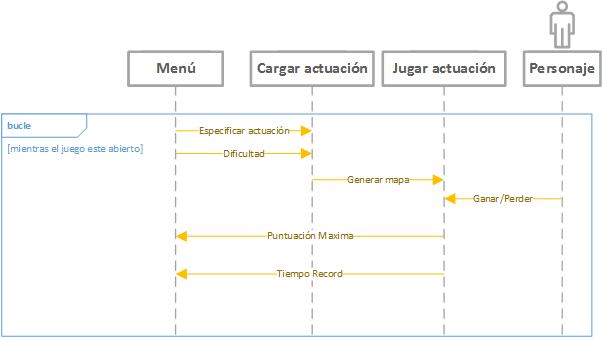 Menú
Cargar actuación
Jugar actuación
Personaje
bucle
[mientras el juego este abierto]
Especificar actuación
Dificultad
Generar mapa
Ganar/Perder
Puntuación Maxima
Tiempo Record